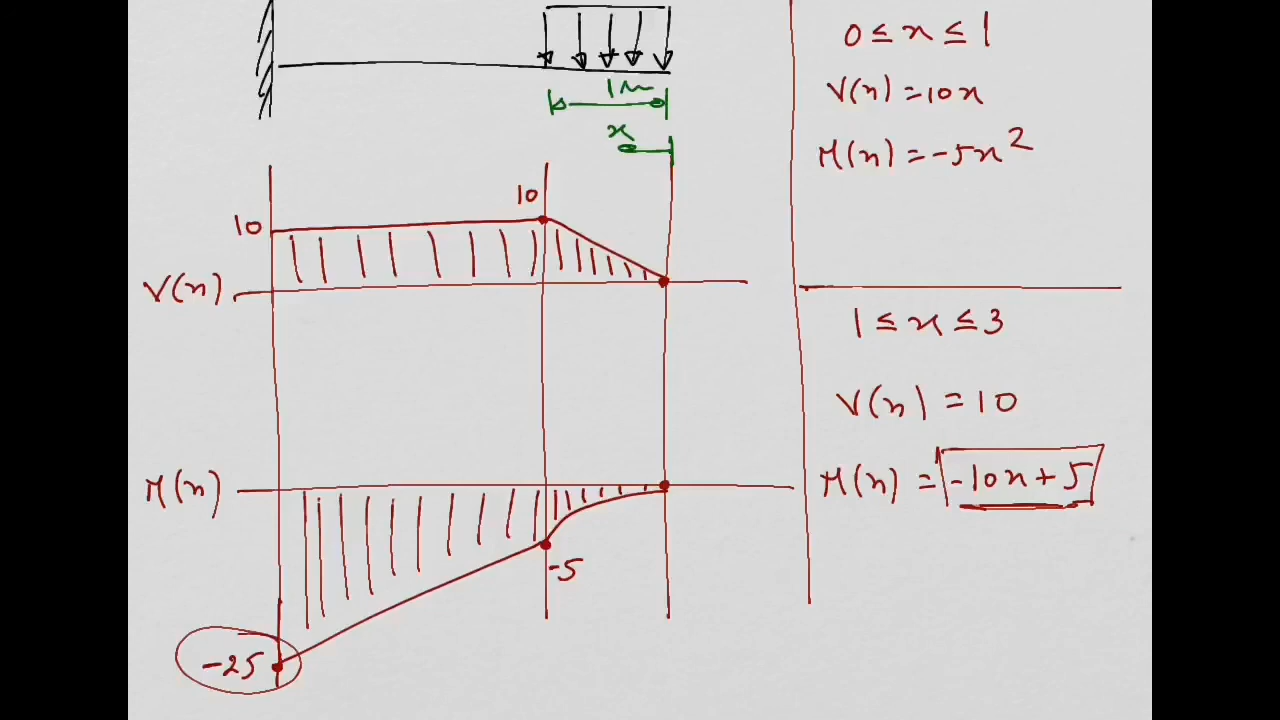 1m
x
10
10
V(x)
M(x)
-5
-25
0 ≤ x ≤ 1
V(x) = 10x
M(x) = -5x²
1 ≤ x ≤ 3
V(x) = 10
M(x) = -10x + 5